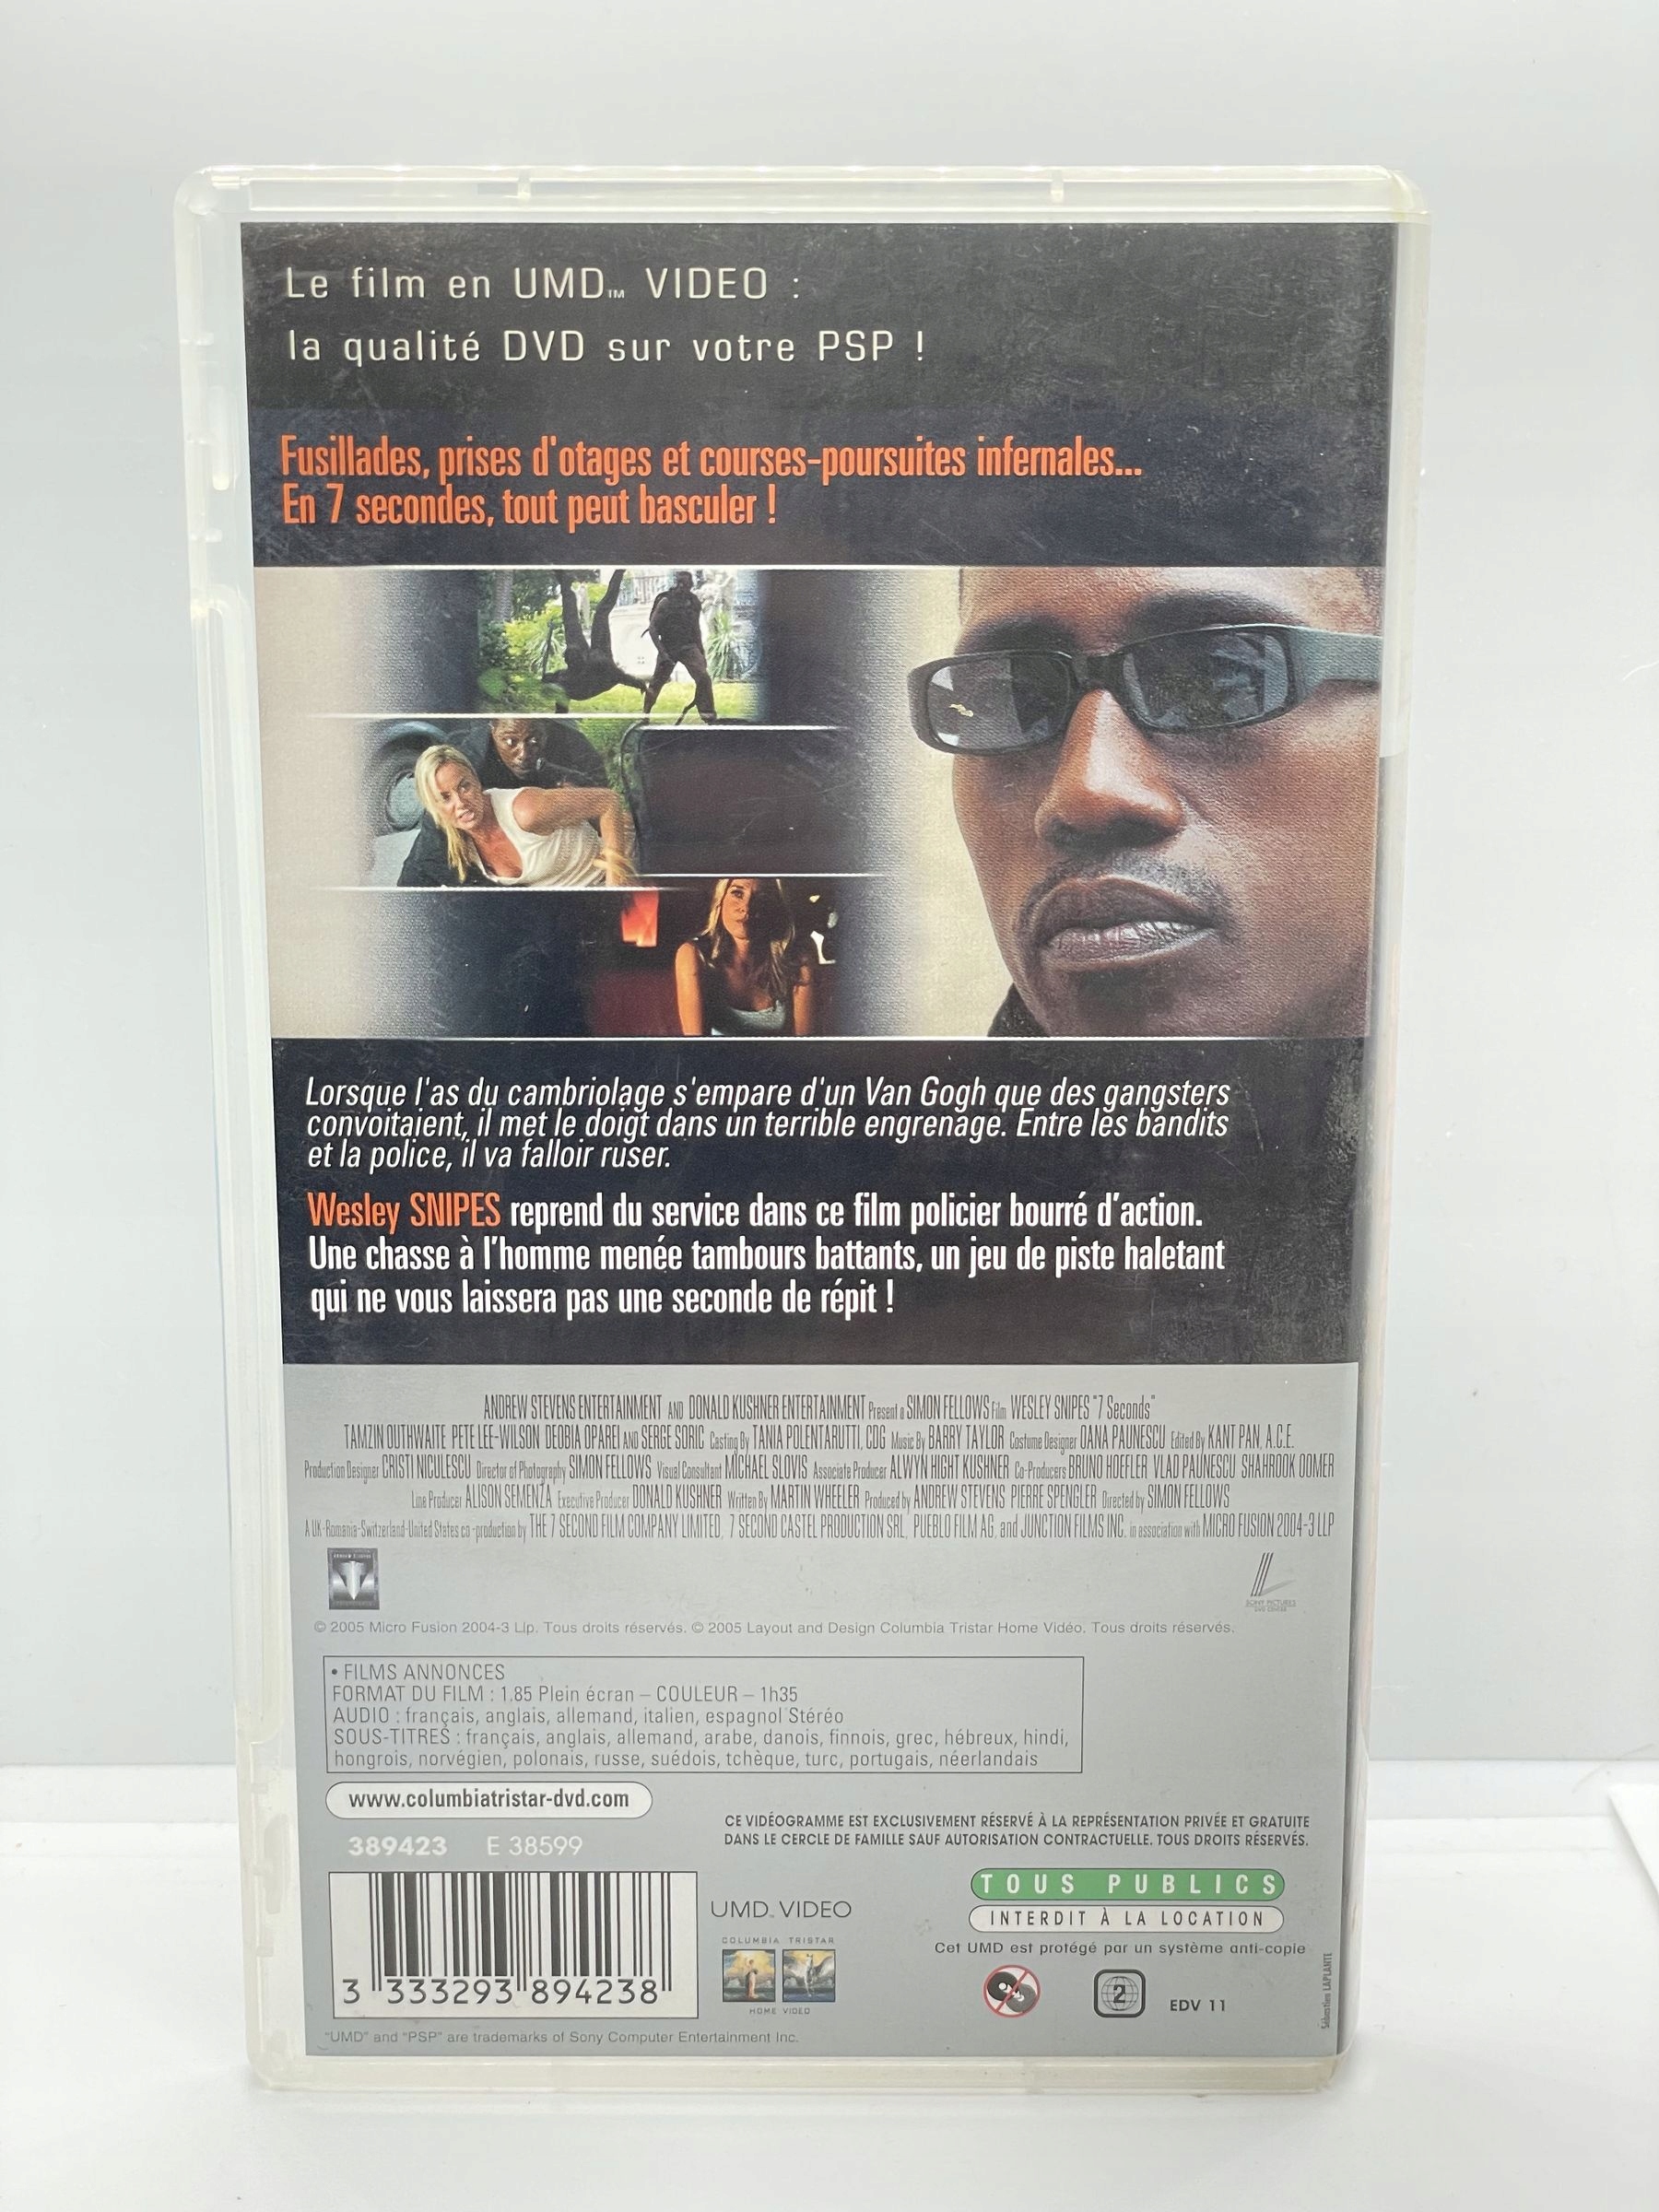 Le film en UMD™ VIDEO :
la qualité DVD sur votre PSP !
Fusillades, prises d'otages et courses-poursuites infernales...
En 7 secondes, tout peut basculer !
Lorsque l'as du cambriolage s'empare d'un Van Gogh que des gangsters
convoitaient, il met le doigt dans un terrible engrenage. Entre les bandits
et la police, il va falloir ruser.
Wesley SNIPES reprend du service dans ce film policier bourré d'action.
Une chasse à l'homme menée tambours battants, un jeu de piste haletant
qui ne vous laissera pas une seconde de répit !
ANDREW STEVENS ENTERTAINMENT AND DONALD KUSHNER ENTERTAINMENT Present a SIMON FELLOWS Film WESLEY SNIPES "7 Seconds"
TAMZIN OUTHWAITE PETE LEE-WILSON DEOBIA OPAREI AND SERGE SORIC Casting By TANIA POLENTARUTTI, CDG Music By BARRY TAYLOR Costume Designer OANA PAUNESCU Edited By KANT PAN, A.C.E.
Production Designer CRISTI NICULESCU Director of Photography SIMON FELLOWS Visual Consultant MICHAEL SLOVIS Associate Producer ALWYN HIGHT KUSHNER Co-Producers BRUNO HOEFLER VLAD PAUNESCU SHAHROOK OOMER
Line Producer ALISON SEMENZA Executive Producer DONALD KUSHNER Written By MARTIN WHEELER Produced by ANDREW STEVENS PIERRE SPENGLER Directed by SIMON FELLOWS
A UK-Romania-Switzerland-United States co-production by THE 7 SECOND FILM COMPANY LIMITED, 7 SECOND CASTEL PRODUCTION SRL, PUEBLO FILM AG, and JUNCTION FILMS INC. in association with MICRO FUSION 2004-3 LLP
SONY PICTURES
DVD CENTER
© 2005 Micro Fusion 2004-3 Llp. Tous droits réservés. © 2005 Layout and Design Columbia Tristar Home Vidéo. Tous droits réservés.
• FILMS ANNONCES
FORMAT DU FILM : 1.85 Plein écran – COULEUR – 1h35
AUDIO : français, anglais, allemand, italien, espagnol Stéréo
SOUS-TITRES : français, anglais, allemand, arabe, danois, finnois, grec, hébreux, hindi,
hongrois, norvégien, polonais, russe, suédois, tchèque, turc, portugais, néerlandais
www.columbiatristar-dvd.com
CE VIDÉOGRAMME EST EXCLUSIVEMENT RÉSERVÉ À LA REPRÉSENTATION PRIVÉE ET GRATUITE
DANS LE CERCLE DE FAMILLE SAUF AUTORISATION CONTRACTUELLE. TOUS DROITS RÉSERVÉS.
389423 E 38599
TOUS PUBLICS
INTERDIT À LA LOCATION
UMD™ VIDEO
COLUMBIA TRISTAR
HOME VIDEO
Cet UMD est protégé par un système anti-copie
2
EDV 11
3 333293 894238
Sébastien LAPLANTE
"UMD" and "PSP" are trademarks of Sony Computer Entertainment Inc.